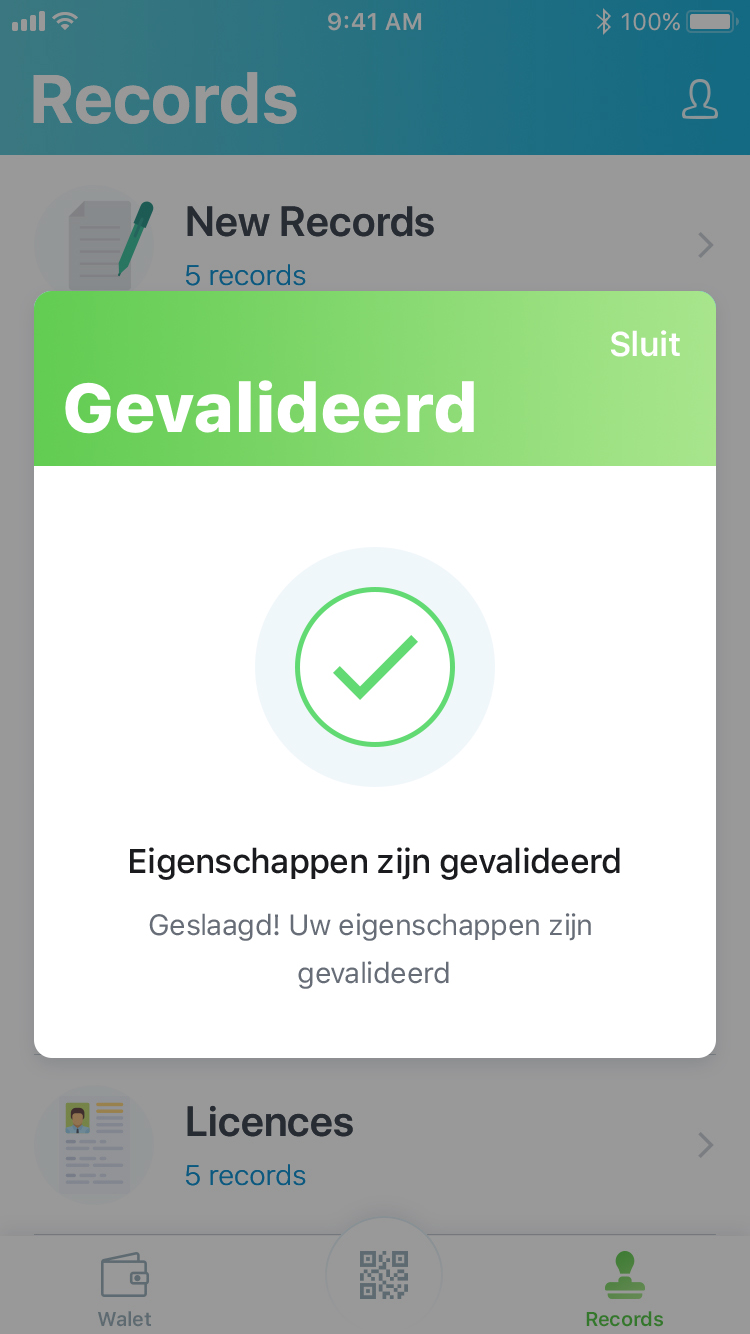 9:41 AM 100%
Records
New Records
5 records
Sluit
Gevalideerd
Eigenschappen zijn gevalideerd
Geslaagd! Uw eigenschappen zijn
gevalideerd
Licences
5 records
Walet Records